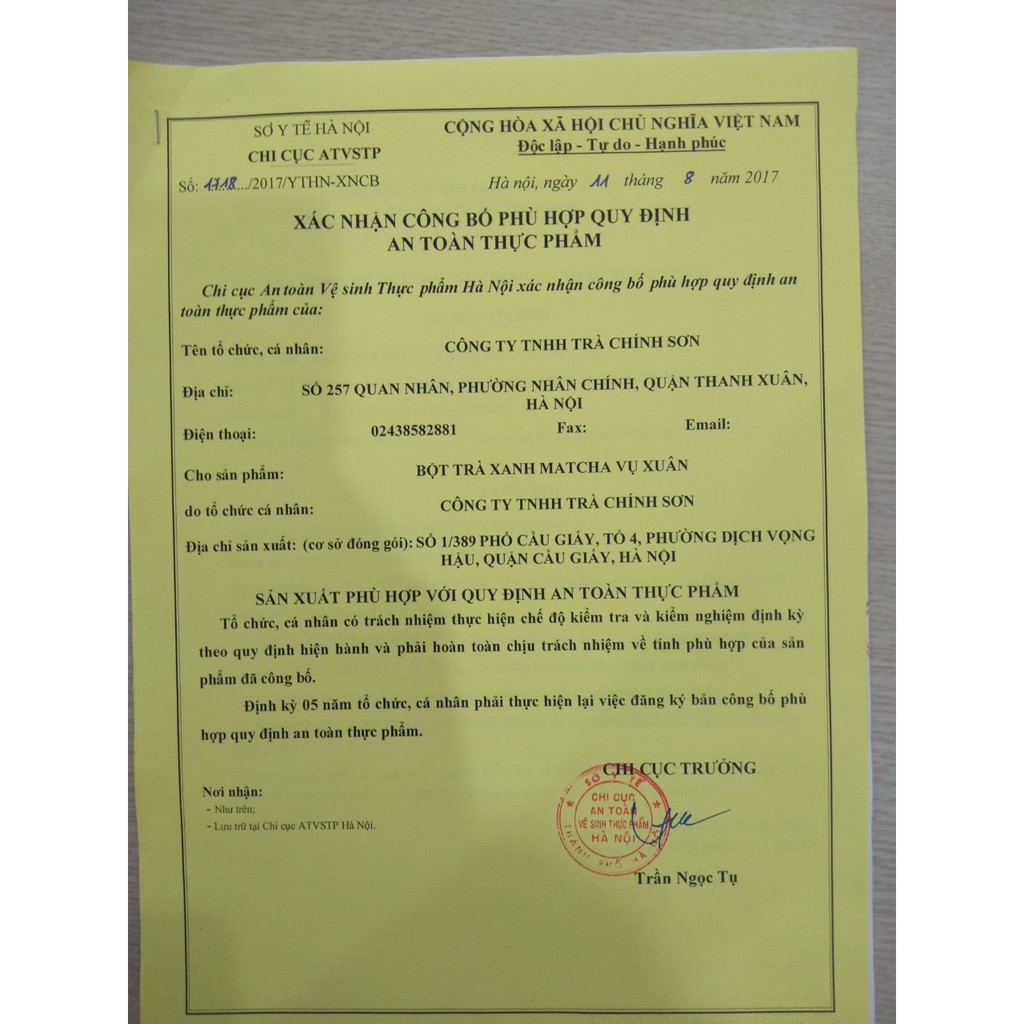 SỞ Y TẾ HÀ NỘI
CHI CỤC ATVSTP
Số: 1718.../2017/YTHN-XNCB
CỘNG HÒA XÃ HỘI CHỦ NGHĨA VIỆT NAM
Độc lập - Tự do - Hạnh phúc
Hà nội, ngày 11 tháng 8 năm 2017
XÁC NHẬN CÔNG BỐ PHÙ HỢP QUY ĐỊNH
AN TOÀN THỰC PHẨM
Chi cục An toàn Vệ sinh Thực phẩm Hà Nội xác nhận công bố phù hợp quy định an
toàn thực phẩm của:
Tên tổ chức, cá nhân: CÔNG TY TNHH TRÀ CHÍNH SƠN
Địa chỉ: SỐ 257 QUAN NHÂN, PHƯỜNG NHÂN CHÍNH, QUẬN THANH XUÂN,
HÀ NỘI
Điện thoại: 02438582881 Fax: Email:
Cho sản phẩm: BỘT TRÀ XANH MATCHA VỤ XUÂN
do tổ chức cá nhân: CÔNG TY TNHH TRÀ CHÍNH SƠN
Địa chỉ sản xuất: (cơ sở đóng gói): SỐ 1/389 PHỐ CẦU GIẤY, TỔ 4, PHƯỜNG DỊCH VỌNG
HẬU, QUẬN CẦU GIẤY, HÀ NỘI
SẢN XUẤT PHÙ HỢP VỚI QUY ĐỊNH AN TOÀN THỰC PHẨM
Tổ chức, cá nhân có trách nhiệm thực hiện chế độ kiểm tra và kiểm nghiệm định kỳ
theo quy định hiện hành và phải hoàn toàn chịu trách nhiệm về tính phù hợp của sản
phẩm đã công bố.
Định kỳ 05 năm tổ chức, cá nhân phải thực hiện lại việc đăng ký bản công bố phù
hợp quy định an toàn thực phẩm.
Nơi nhận:
- Như trên;
- Lưu trữ tại Chi cục ATVSTP Hà Nội.
CHI CỤC TRƯỞNG
SỞ Y TẾ
CHI CỤC
AN TOÀN
VỆ SINH THỰC PHẨM
HÀ NỘI
THÀNH PHỐ HÀ NỘI
Trần Ngọc Tụ